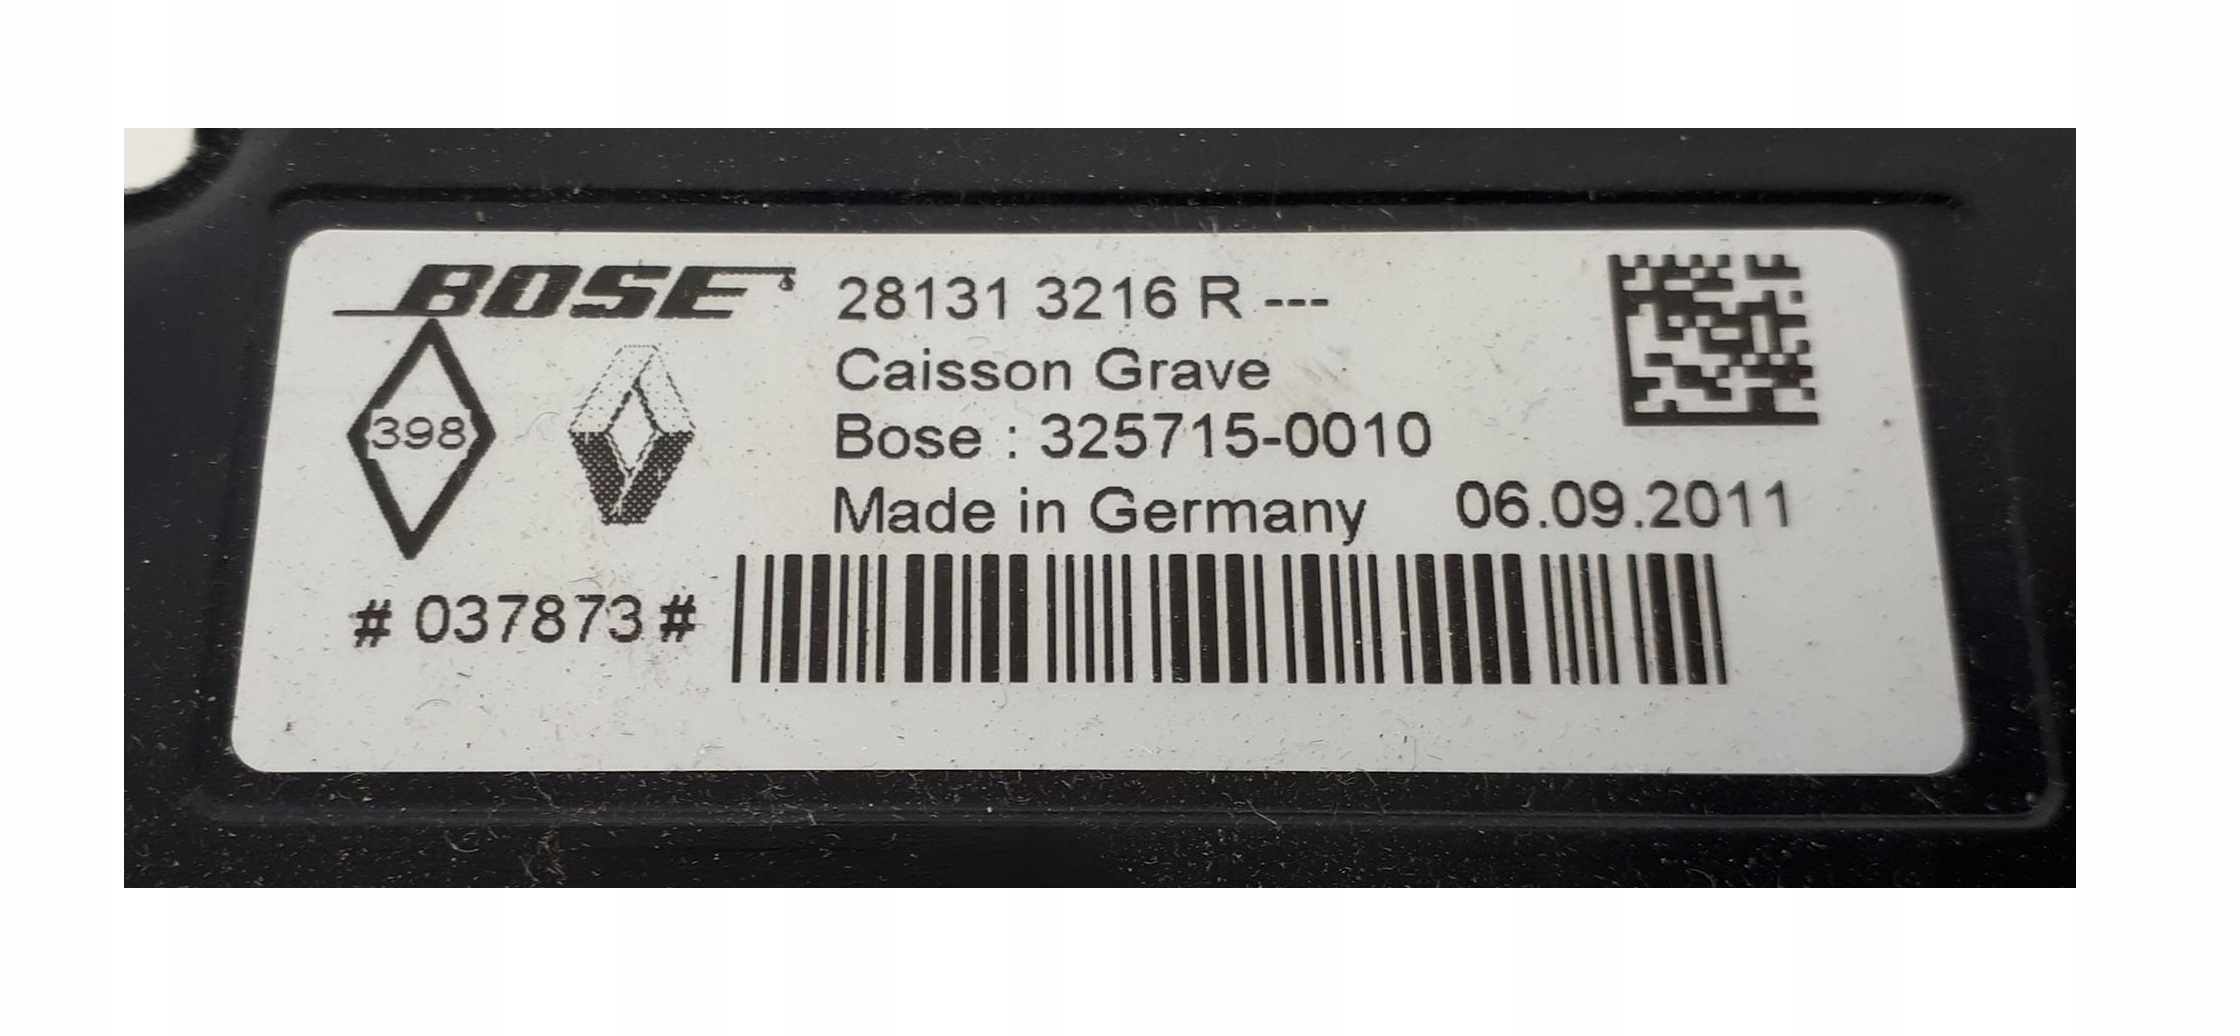 BOSE 28131 3216 R ---
Caisson Grave
398 Bose : 325715-0010
Made in Germany 06.09.2011
# 037873 #